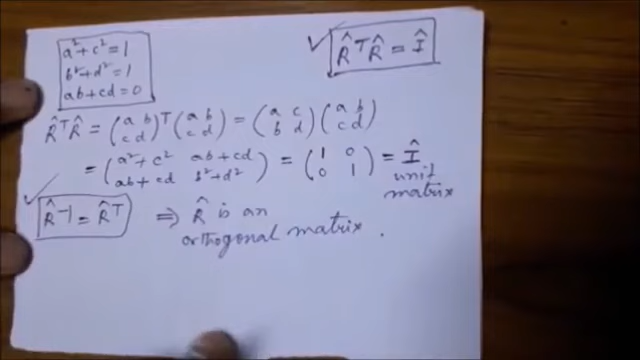 a² + c² = 1
b² + d² = 1
ab + cd = 0
✓ R̂ᵀR̂ = Î
R̂ᵀR̂ = (a b; c d)ᵀ (a b; c d) = (a c; b d) (a b; c d)
= (a² + c² ab + cd; ab + cd b² + d²) = (1 0; 0 1) = Î
unit
matrix
✓ R̂⁻¹ = R̂ᵀ ⇒ R̂ is an
orthogonal matrix.